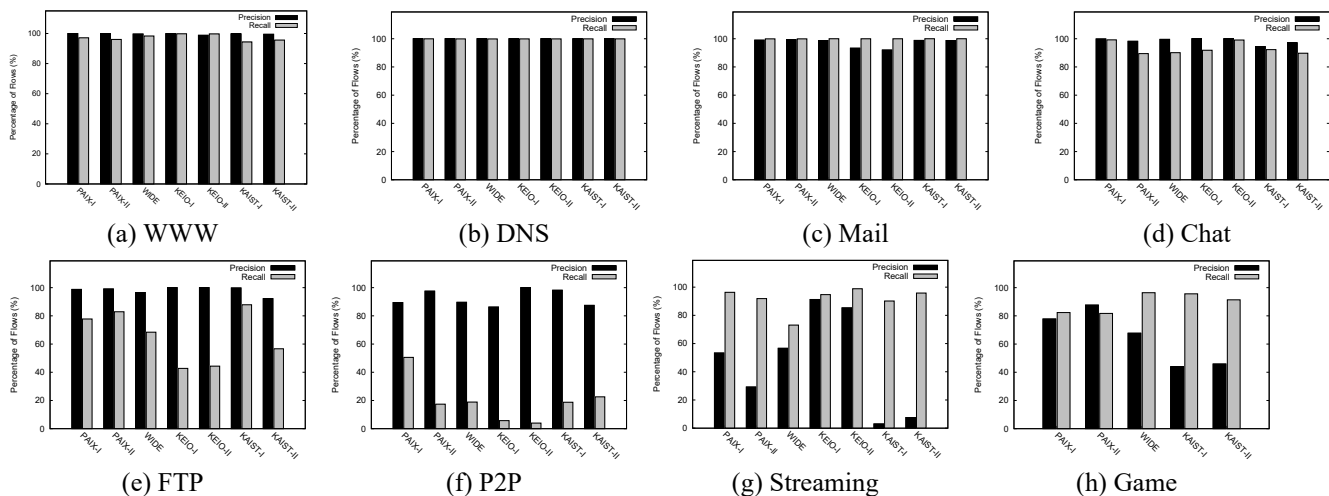 Precision
Recall
Percentage of Flows (%)
100
80
60
40
20
0
PAIX-I
PAIX-II
WIDE
KEIO-I
KEIO-II
KAIST-I
KAIST-II
(a) WWW
Precision
Recall
Percentage of Flows (%)
100
80
60
40
20
0
PAIX-I
PAIX-II
WIDE
KEIO-I
KEIO-II
KAIST-I
KAIST-II
(b) DNS
Precision
Recall
Percentage of Flows (%)
100
80
60
40
20
0
PAIX-I
PAIX-II
WIDE
KEIO-I
KEIO-II
KAIST-I
KAIST-II
(c) Mail
Precision
Recall
Percentage of Flows (%)
100
80
60
40
20
0
PAIX-I
PAIX-II
WIDE
KEIO-I
KEIO-II
KAIST-I
KAIST-II
(d) Chat
Precision
Recall
Percentage of Flows (%)
100
80
60
40
20
0
PAIX-I
PAIX-II
WIDE
KEIO-I
KEIO-II
KAIST-I
KAIST-II
(e) FTP
Precision
Recall
Percentage of Flows (%)
100
80
60
40
20
0
PAIX-I
PAIX-II
WIDE
KEIO-I
KEIO-II
KAIST-I
KAIST-II
(f) P2P
Precision
Recall
Percentage of Flows (%)
100
80
60
40
20
0
PAIX-I
PAIX-II
WIDE
KEIO-I
KEIO-II
KAIST-I
KAIST-II
(g) Streaming
Precision
Recall
Percentage of Flows (%)
100
80
60
40
20
0
PAIX-I
PAIX-II
WIDE
KAIST-I
KAIST-II
(h) Game